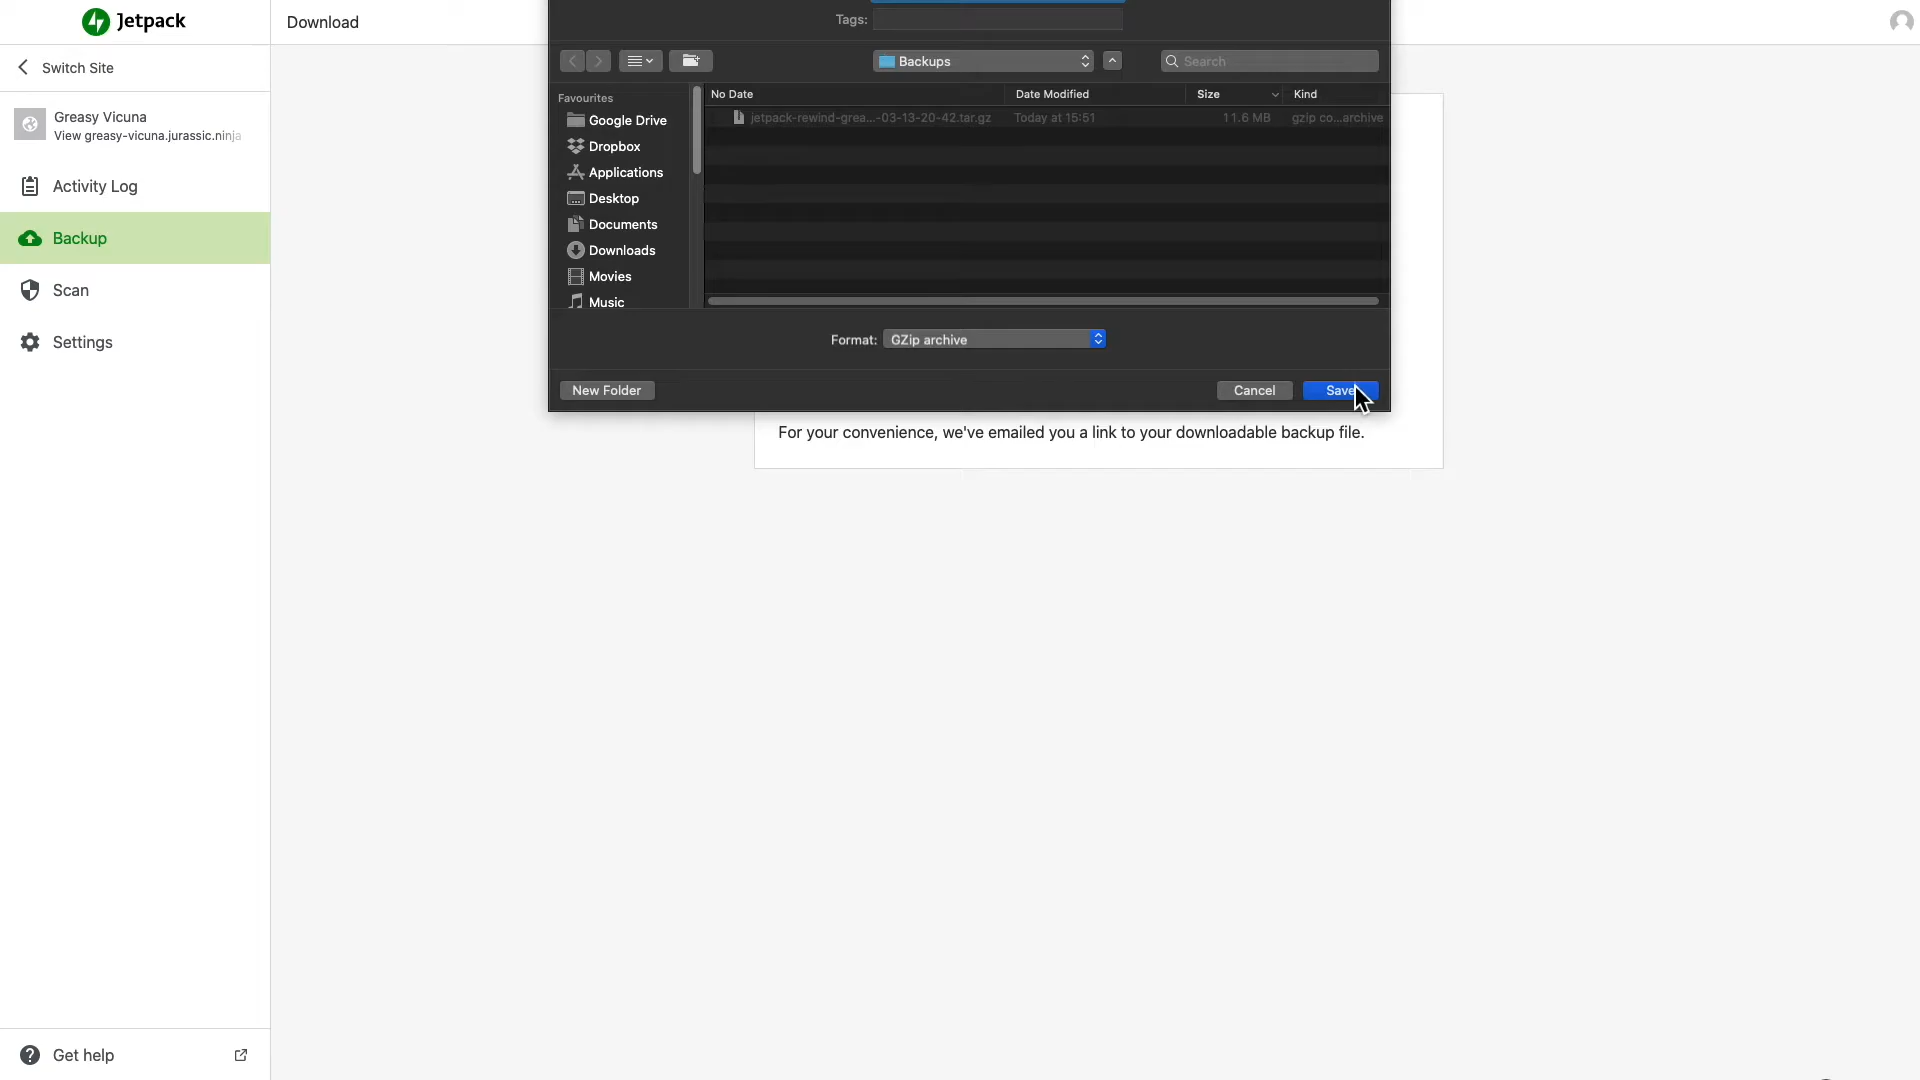 Jetpack
Download
Tags:
Switch Site
Backups
Search
Favourites
No Date
Date Modified
Size
Kind
Greasy Vicuna
View greasy-vicuna.jurassic.ninja
Google Drive
jetpack-rewind-grea...-03-13-20-42.tar.gz
Today at 15:51
11.6 MB
gzip co...archive
Dropbox
Applications
Activity Log
Desktop
Documents
Backup
Downloads
Movies
Scan
Music
Settings
Format:
GZip archive
New Folder
Cancel
Save
For your convenience, we've emailed you a link to your downloadable backup file.
Get help